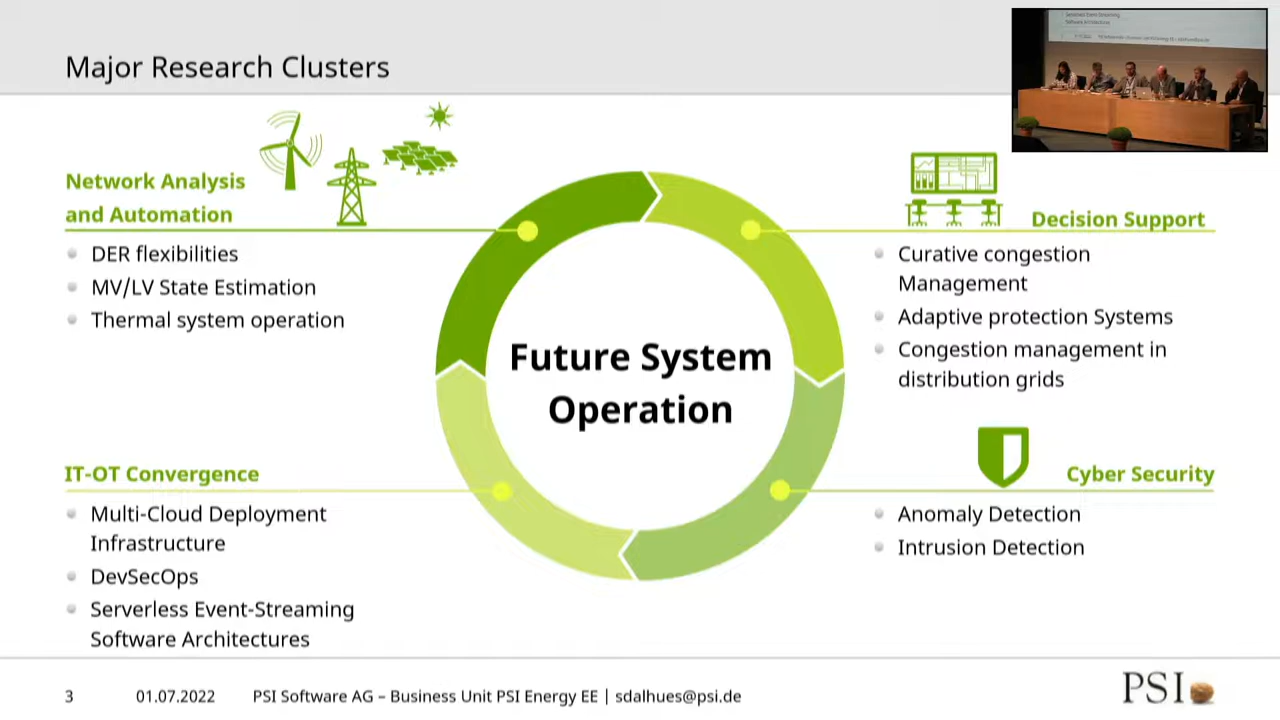 Major Research Clusters
Network Analysis
and Automation
DER flexibilities
MV/LV State Estimation
Thermal system operation
Decision Support
Curative congestion
Management
Adaptive protection Systems
Congestion management in
distribution grids
Future System
Operation
IT-OT Convergence
Multi-Cloud Deployment
Infrastructure
DevSecOps
Serverless Event-Streaming
Software Architectures
Cyber Security
Anomaly Detection
Intrusion Detection
3 01.07.2022 PSI Software AG – Business Unit PSI Energy EE | sdalhues@psi.de
PSI